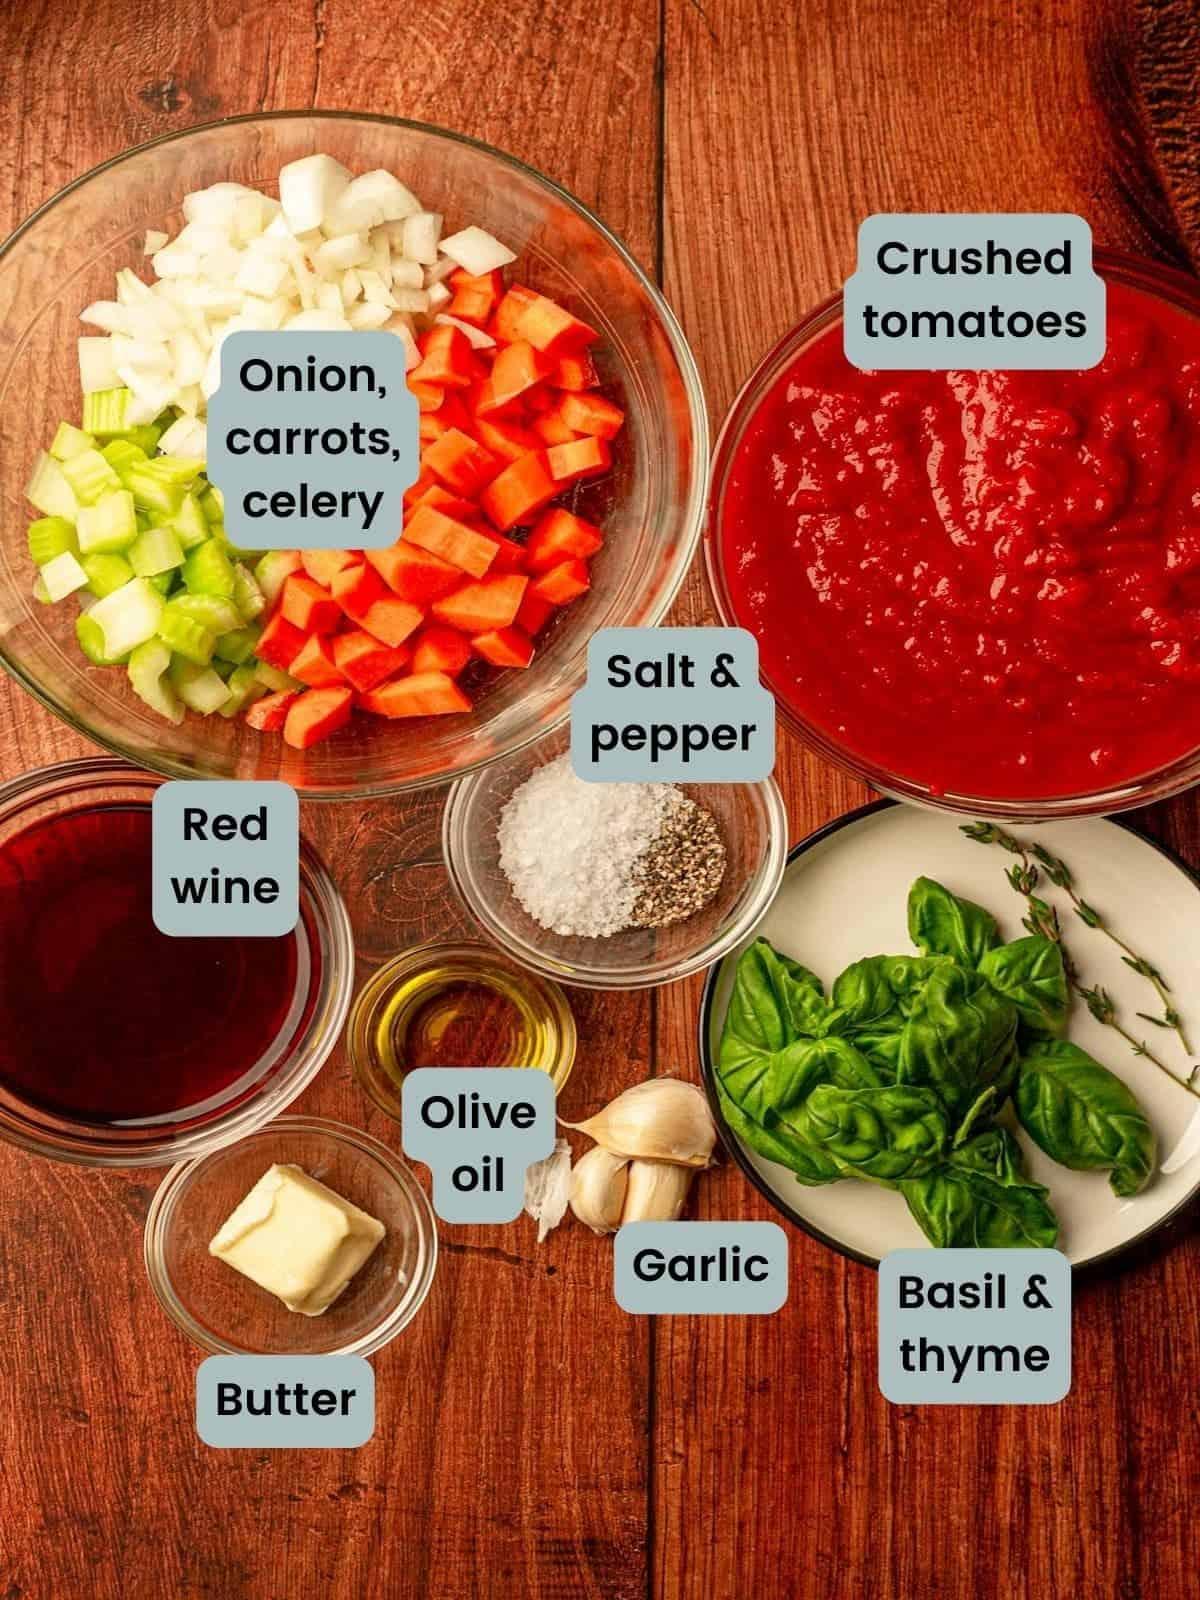 Crushed
tomatoes
Onion,
carrots,
celery
Salt &
pepper
Red
wine
Olive
oil
Garlic
Basil &
thyme
Butter